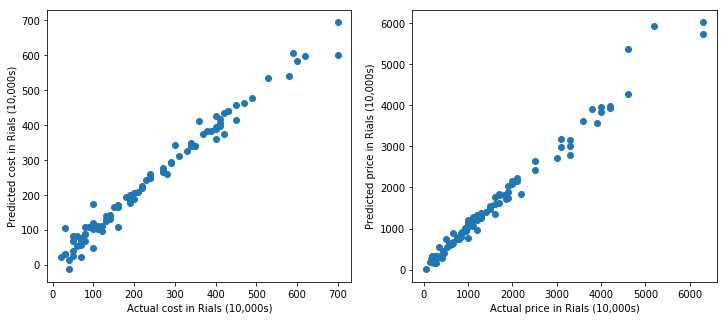 700
600
500
400
300
200
100
0
0 100 200 300 400 500 600 700
Predicted cost in Rials (10,000s)
Actual cost in Rials (10,000s)
6000
5000
4000
3000
2000
1000
0
0 1000 2000 3000 4000 5000 6000
Predicted price in Rials (10,000s)
Actual price in Rials (10,000s)